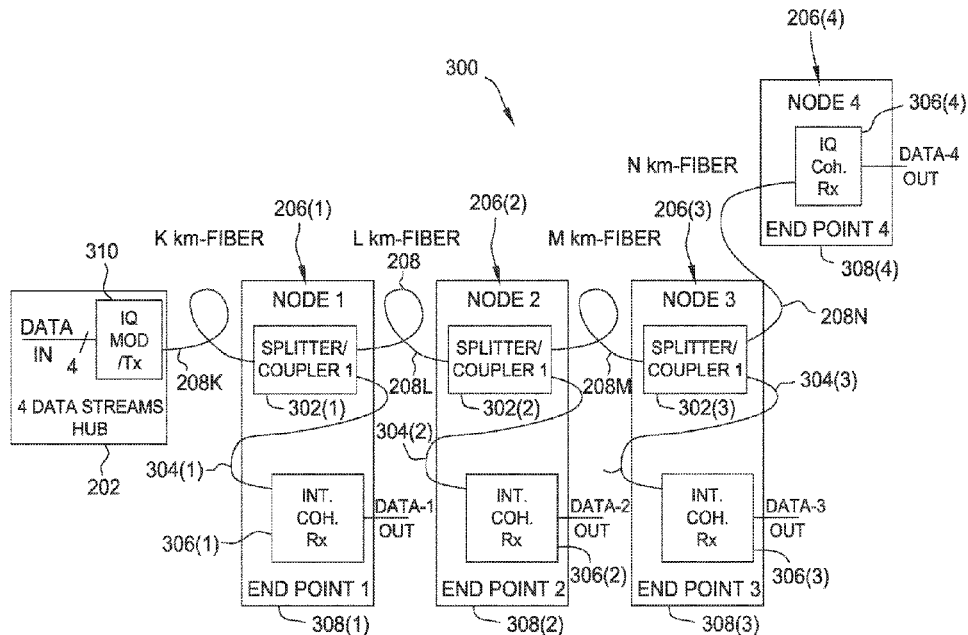 206(4)
300
NODE 4
306(4)
IQ
Coh.
Rx
DATA-4
OUT
N km-FIBER
END POINT 4
308(4)
206(1)
206(2)
206(3)
K km-FIBER
L km-FIBER
M km-FIBER
310
208
208N
NODE 1
NODE 2
NODE 3
DATA
IN
4
IQ
MOD
/Tx
208K
SPLITTER/
COUPLER 1
208L
SPLITTER/
COUPLER 1
208M
SPLITTER/
COUPLER 1
304(3)
4 DATA STREAMS
HUB
202
302(1)
302(2)
302(3)
304(1)
304(2)
INT.
COH.
Rx
DATA-1
OUT
INT.
COH.
Rx
DATA-2
OUT
INT.
COH.
Rx
DATA-3
OUT
306(1)
306(2)
306(3)
END POINT 1
END POINT 2
END POINT 3
308(1)
308(2)
308(3)